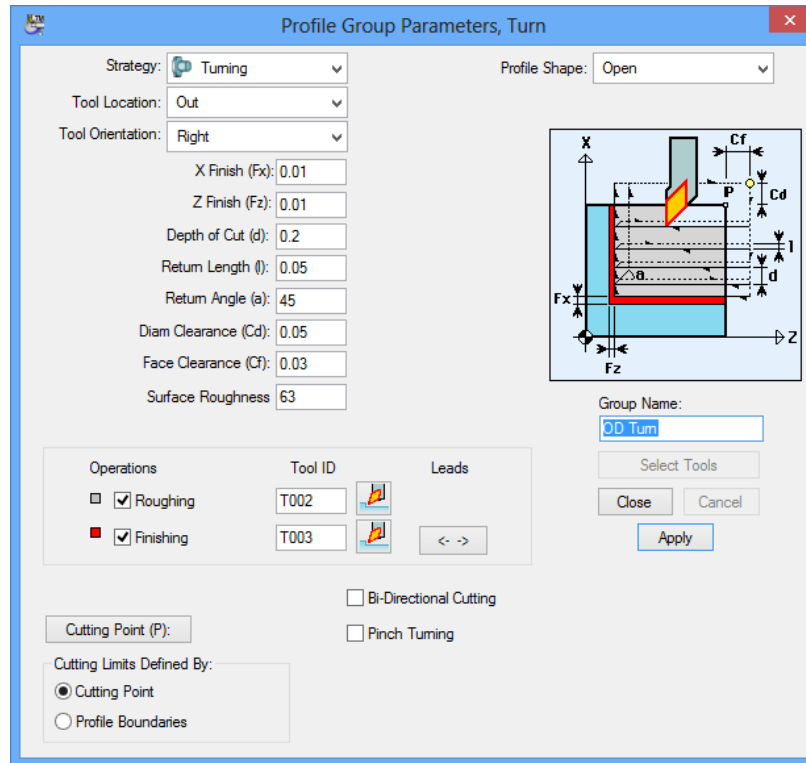 Profile Group Parameters, Turn
Strategy: Turning
Profile Shape: Open
Tool Location: Out
Tool Orientation: Right
X Finish (Fx): 0.01
Z Finish (Fz): 0.01
Depth of Cut (d): 0.2
Return Length (l): 0.05
Return Angle (a): 45
Diam Clearance (Cd): 0.05
Face Clearance (Cf): 0.03
Surface Roughness 63
X
Cf
P
Cd
l
a
d
Fx
Z
Fz
Group Name:
OD Turn
Select Tools
Close Cancel
Apply
Operations Tool ID Leads
Roughing T002
Finishing T003 <- ->
Bi-Directional Cutting
Cutting Point (P):
Pinch Turning
Cutting Limits Defined By:
Cutting Point
Profile Boundaries